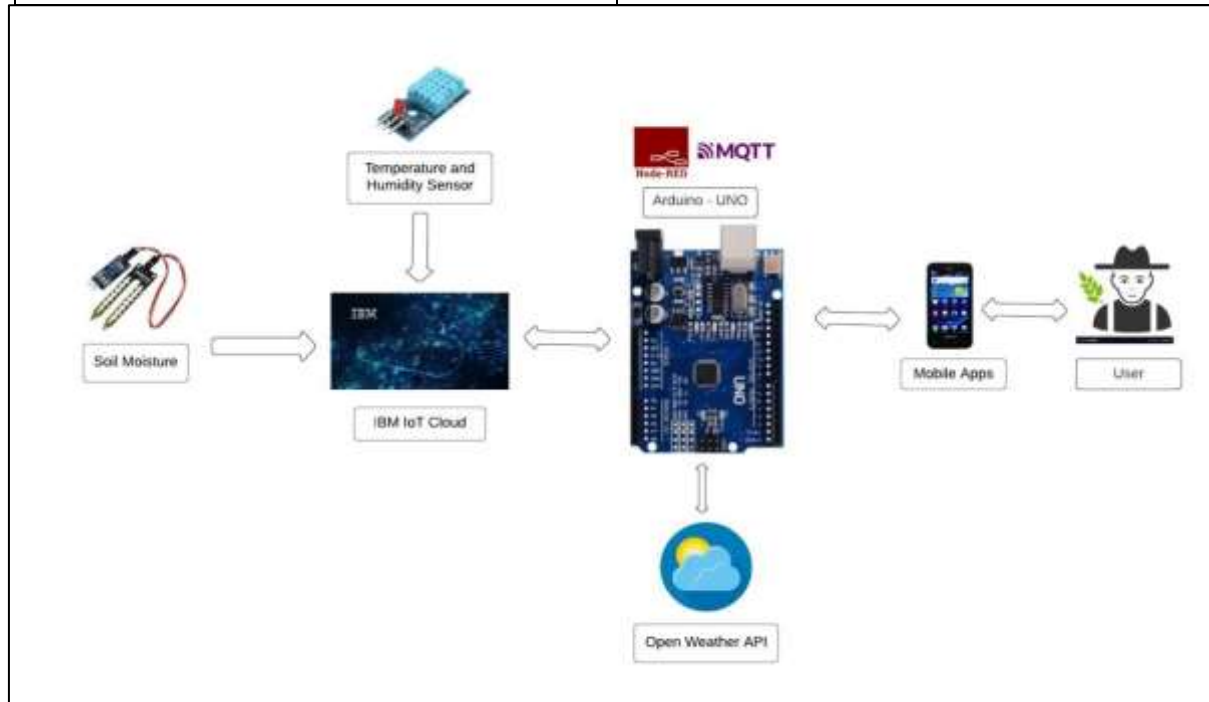 Temperature and
Humidity Sensor
Node-RED
MQTT
Arduino - UNO
IBM
UNO
Soil Moisture
IBM IoT Cloud
Mobile Apps
User
Open Weather API